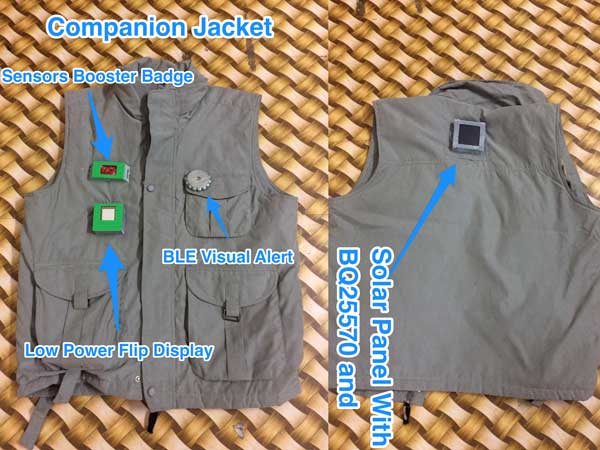 Companion Jacket
Sensors Booster Badge
BLE Visual Alert
Low Power Flip Display
Solar Panel With
BQ25570 and